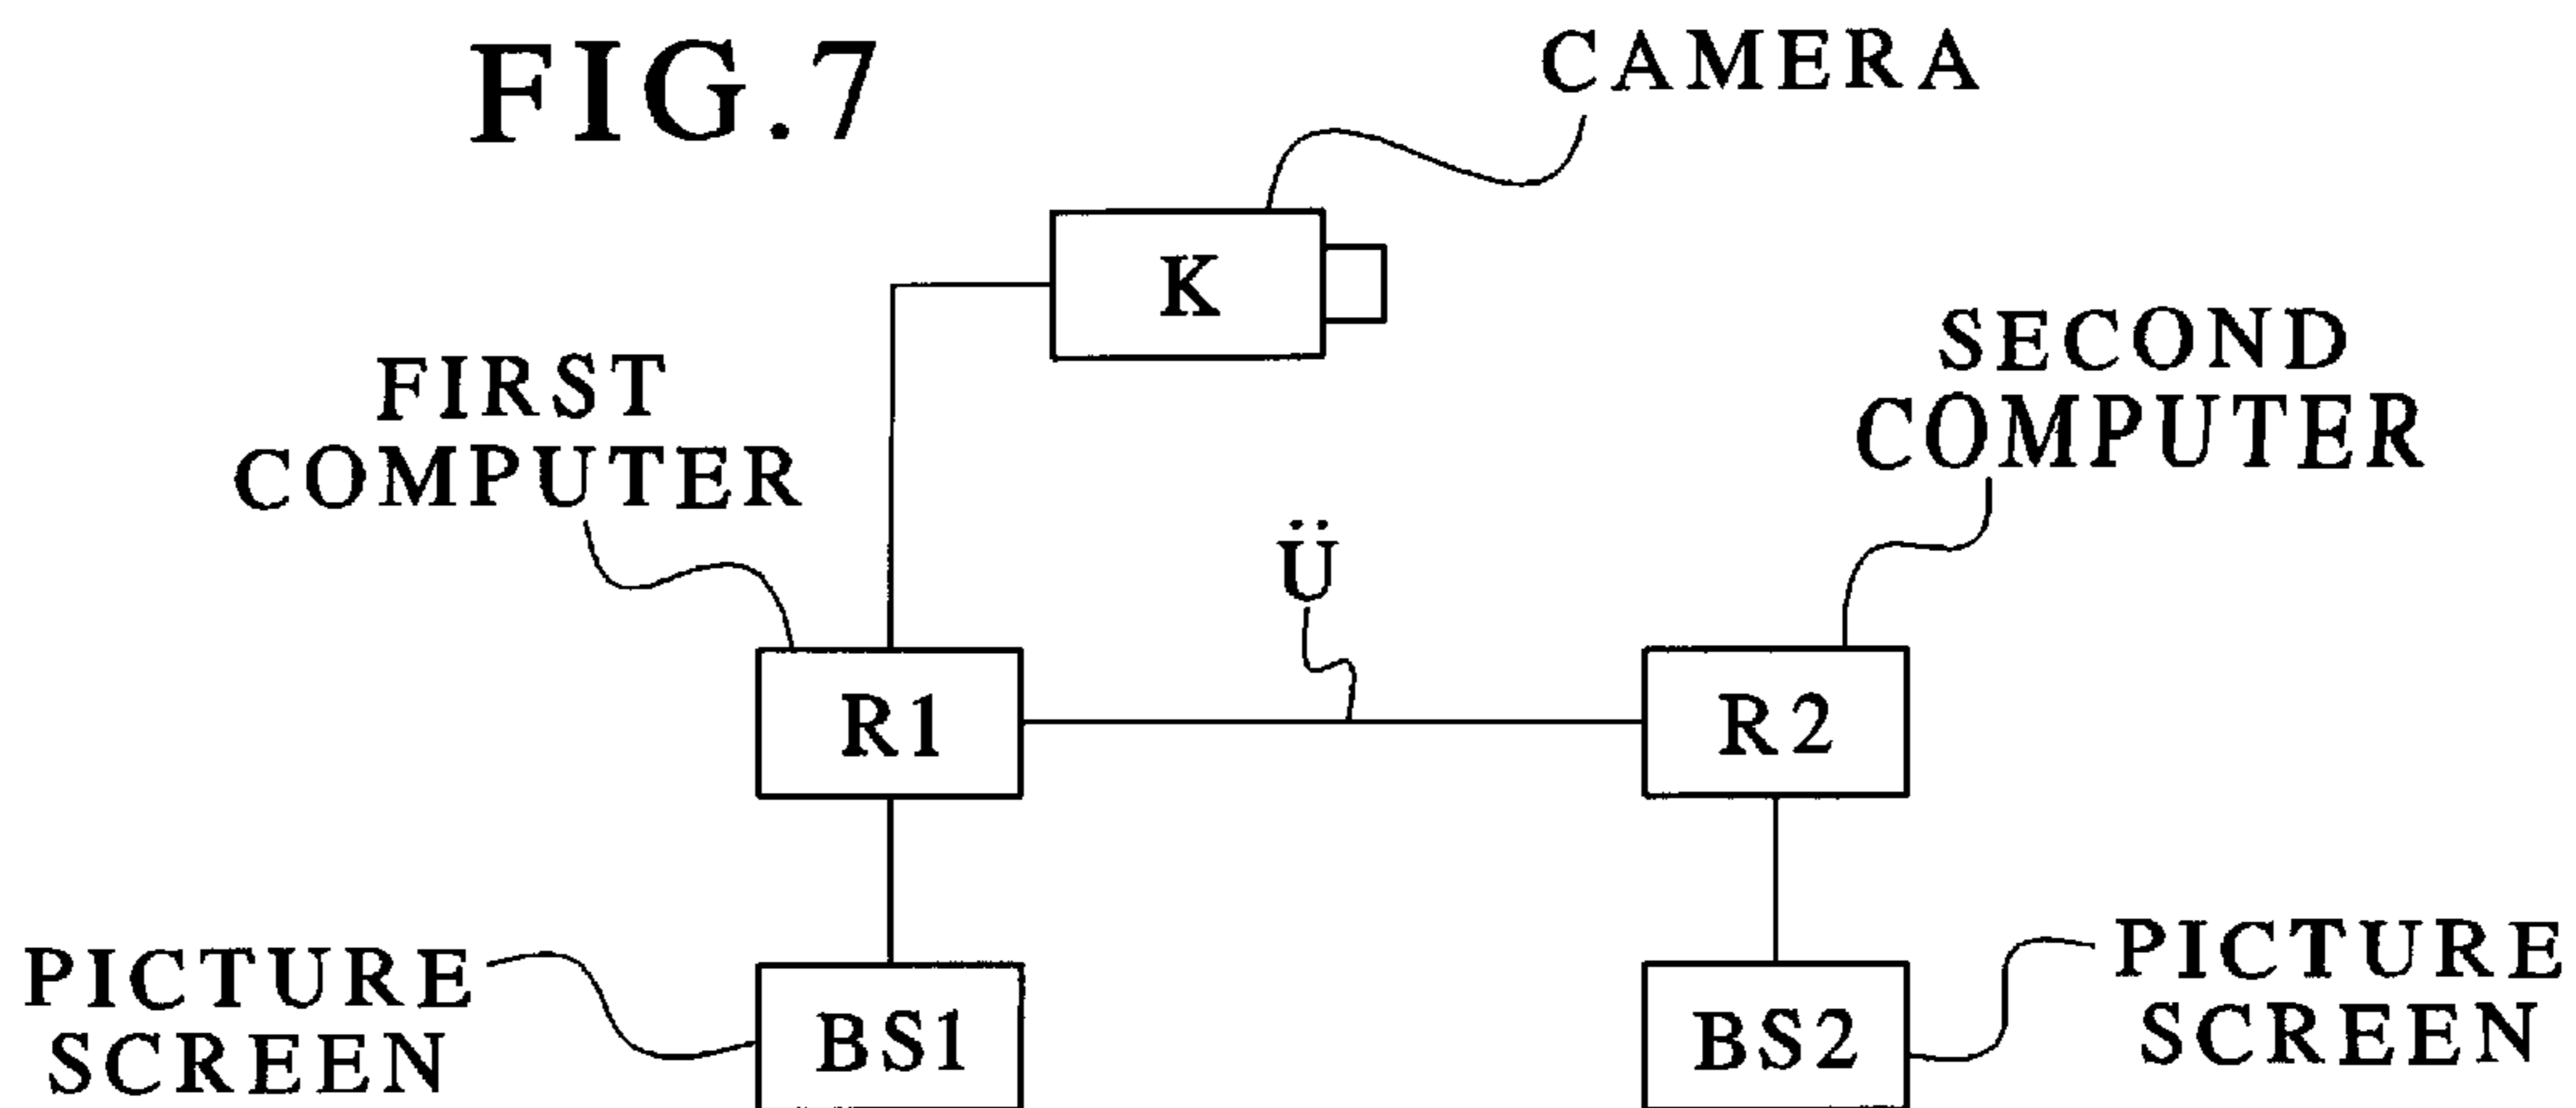 FIG.7
CAMERA
K
FIRST
COMPUTER
SECOND
COMPUTER
Ü
R1
R2
PICTURE
SCREEN
BS1
BS2
PICTURE
SCREEN